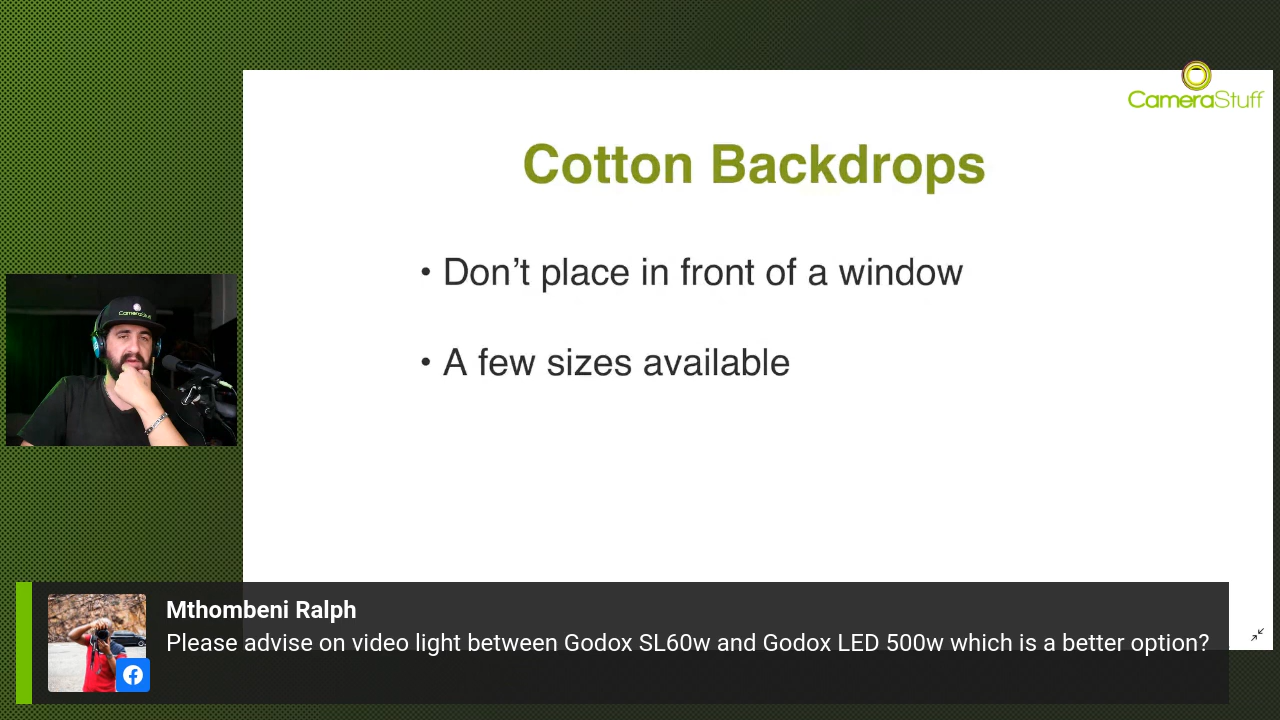 CameraStuff
Cotton Backdrops
• Don’t place in front of a window
• A few sizes available
CameraStuff
Mthombeni Ralph
Please advise on video light between Godox SL60w and Godox LED 500w which is a better option?